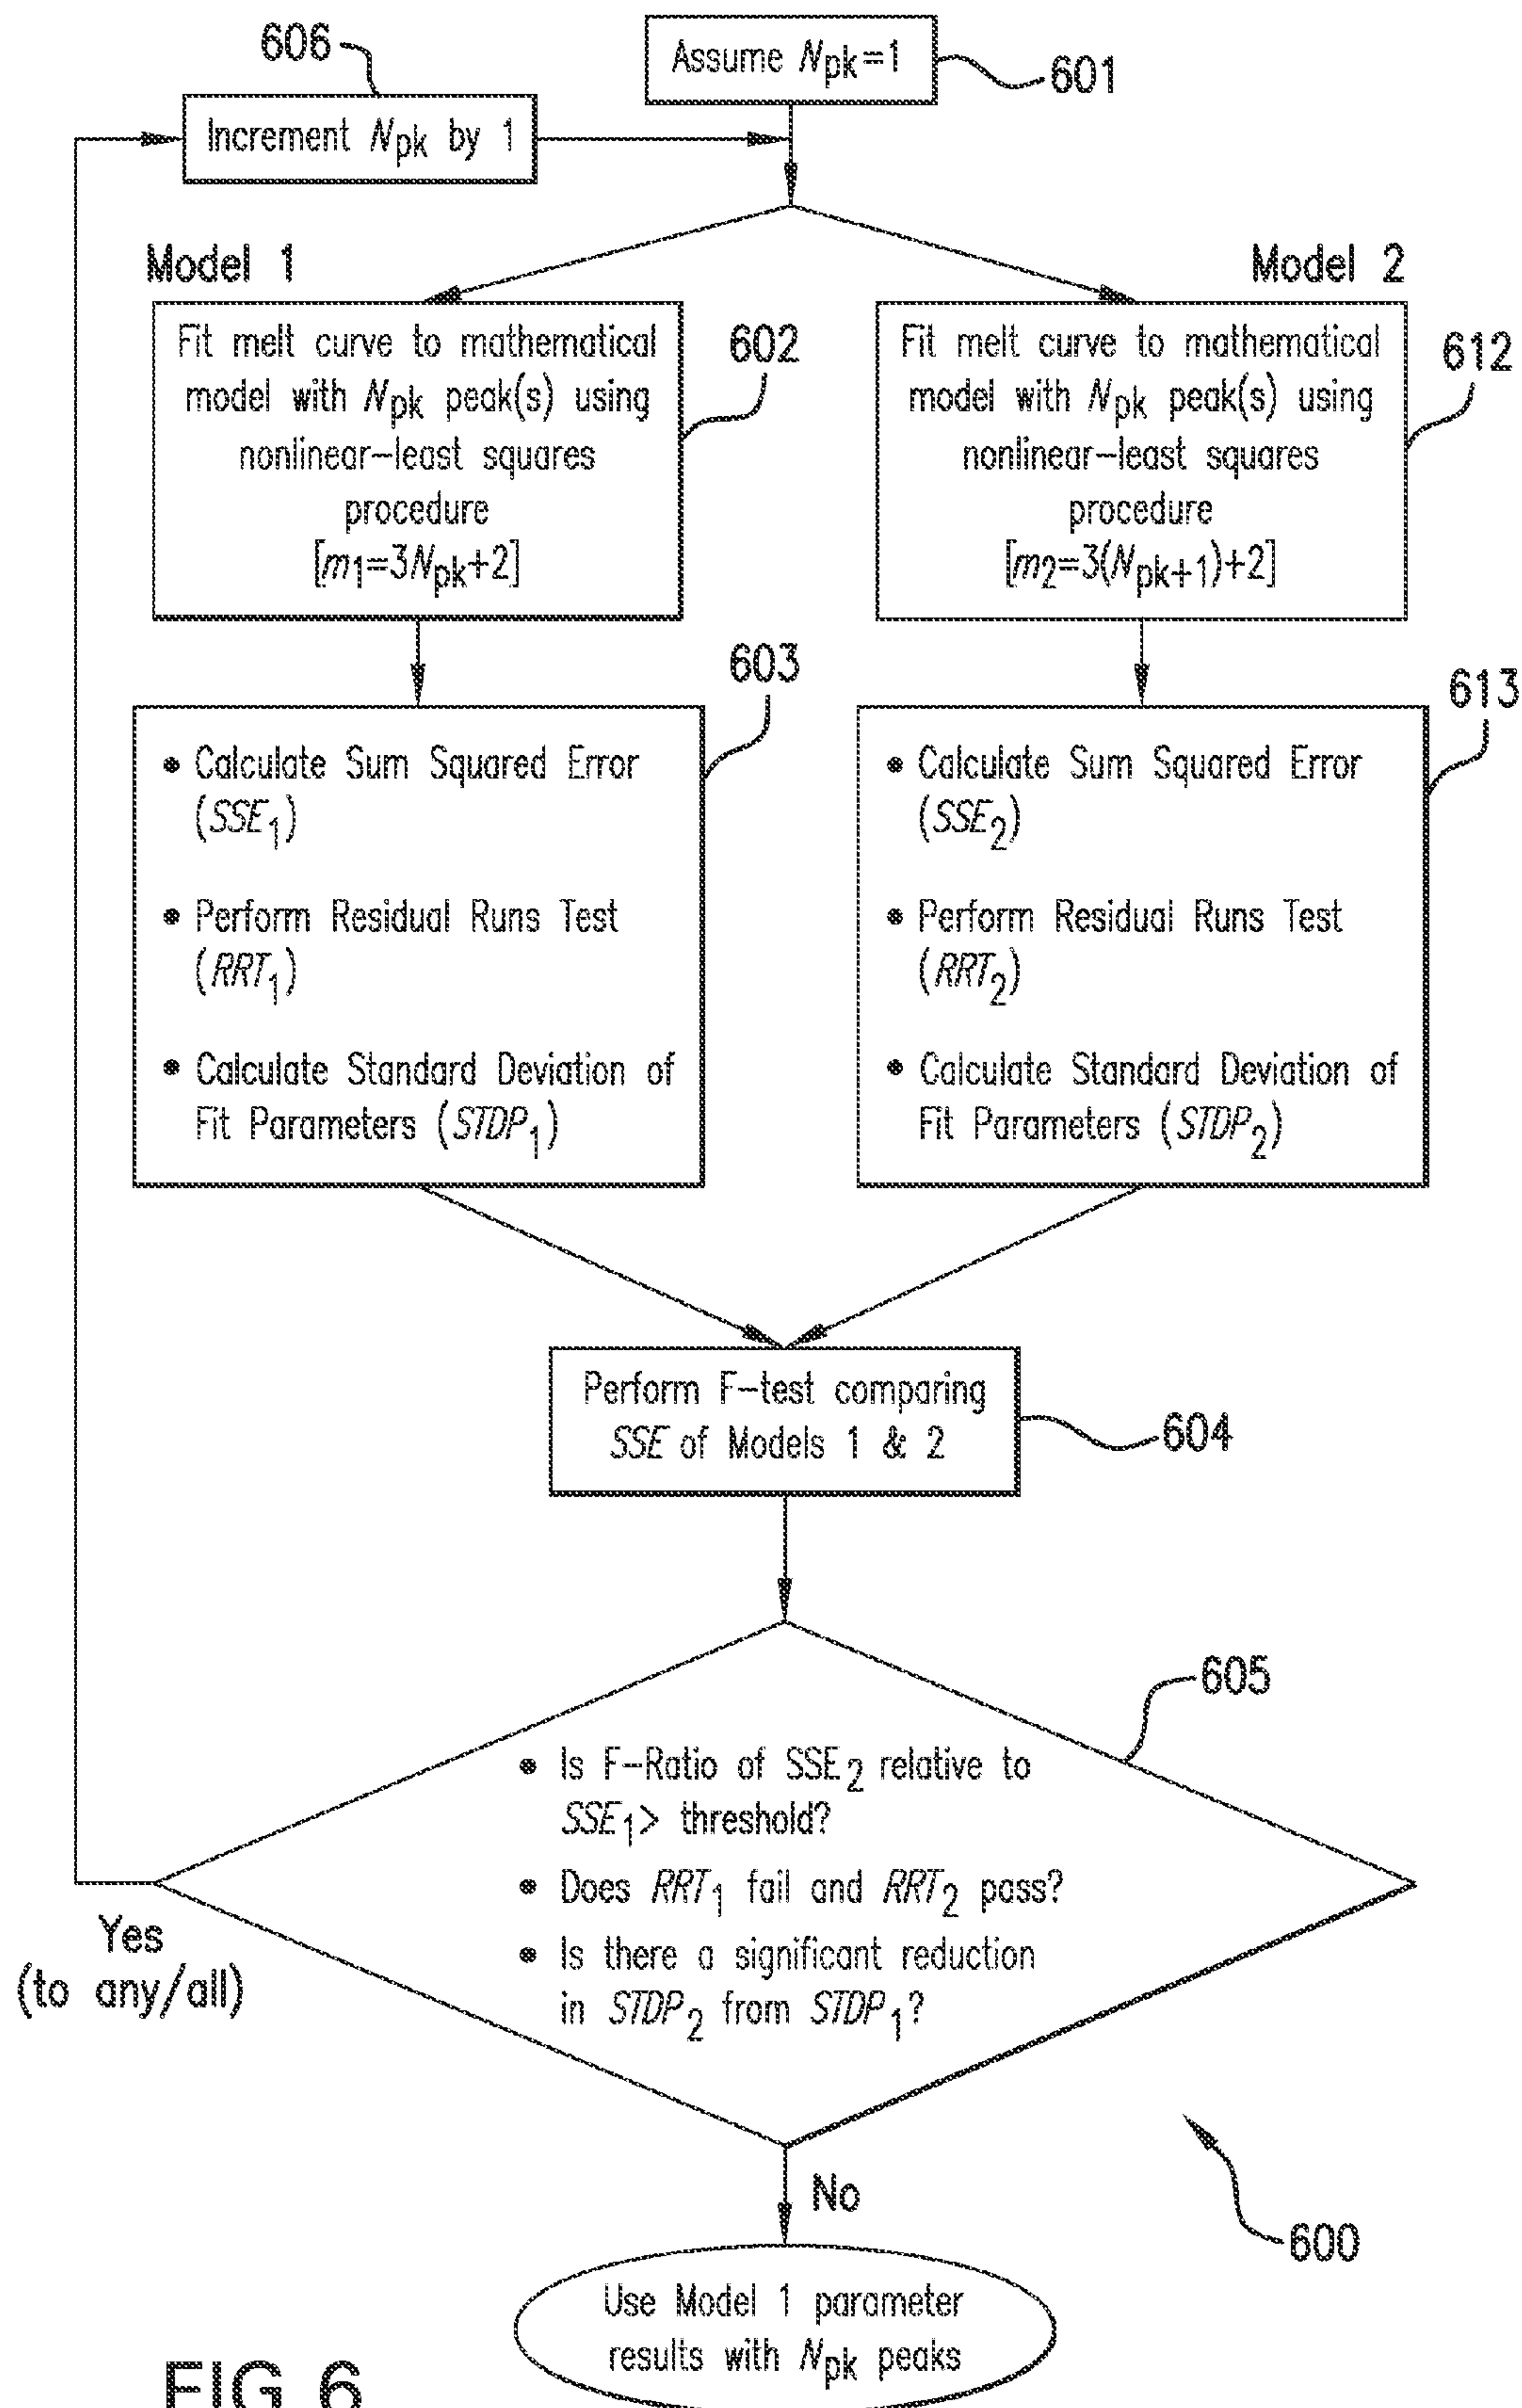 606
Assume Npk=1
601
Increment Npk by 1
Model 1
Model 2
Fit melt curve to mathematical
model with Npk peak(s) using
nonlinear-least squares
procedure
[m1=3Npk+2]
602
Fit melt curve to mathematical
model with Npk peak(s) using
nonlinear-least squares
procedure
[m2=3(Npk+1)+2]
612
603
• Calculate Sum Squared Error
(SSE1)
• Perform Residual Runs Test
(RRT1)
• Calculate Standard Deviation of
Fit Parameters (STDP1)
613
• Calculate Sum Squared Error
(SSE2)
• Perform Residual Runs Test
(RRT2)
• Calculate Standard Deviation of
Fit Parameters (STDP2)
Perform F-test comparing
SSE of Models 1 & 2
604
605
• Is F-Ratio of SSE2 relative to
SSE1> threshold?
• Does RRT1 fail and RRT2 pass?
• Is there a significant reduction
in STDP2 from STDP1?
Yes
(to any/all)
No
600
Use Model 1 parameter
results with Npk peaks
FIG.6